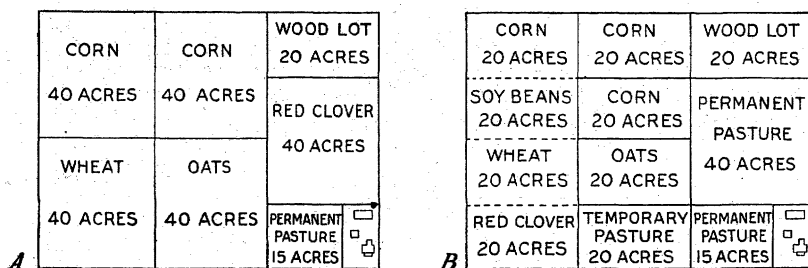 CORN
40 ACRES
CORN
40 ACRES
WOOD LOT
20 ACRES
RED CLOVER
40 ACRES
WHEAT
40 ACRES
OATS
40 ACRES
PERMANENT
PASTURE
15 ACRES
A
CORN
20 ACRES
CORN
20 ACRES
WOOD LOT
20 ACRES
SOY BEANS
20 ACRES
CORN
20 ACRES
PERMANENT
PASTURE
40 ACRES
WHEAT
20 ACRES
OATS
20 ACRES
RED CLOVER
20 ACRES
TEMPORARY
PASTURE
20 ACRES
PERMANENT
PASTURE
15 ACRES
B